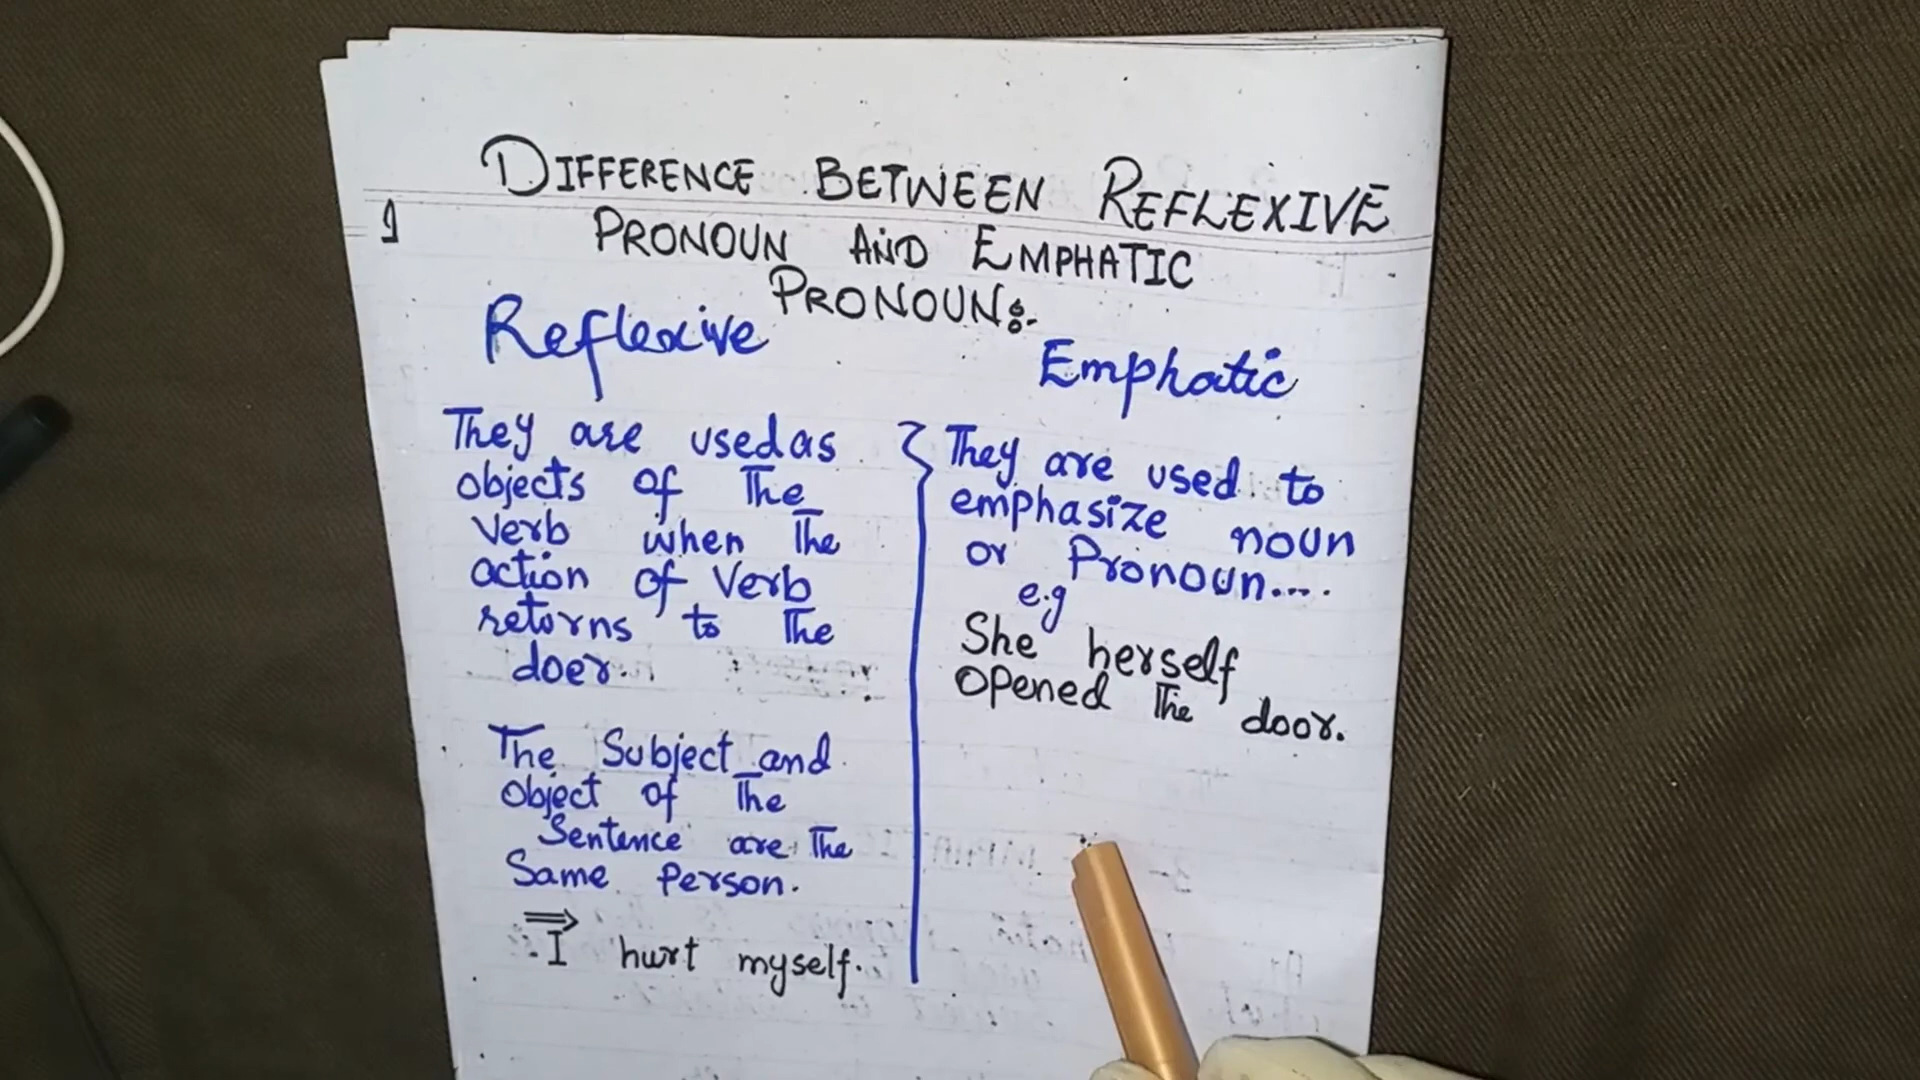 DIFFERENCE BETWEEN REFLEXIVE
PRONOUN AND EMPHATIC
PRONOUN:-
Reflexive
They are used as
objects of The
Verb when The
action of Verb
returns to The
doer.
The Subject and
object of The
Sentence are The
Same Person.
⇒
I hurt myself.
Emphatic
They are used to
emphasize noun
or Pronoun....
e.g
She herself
opened The door.